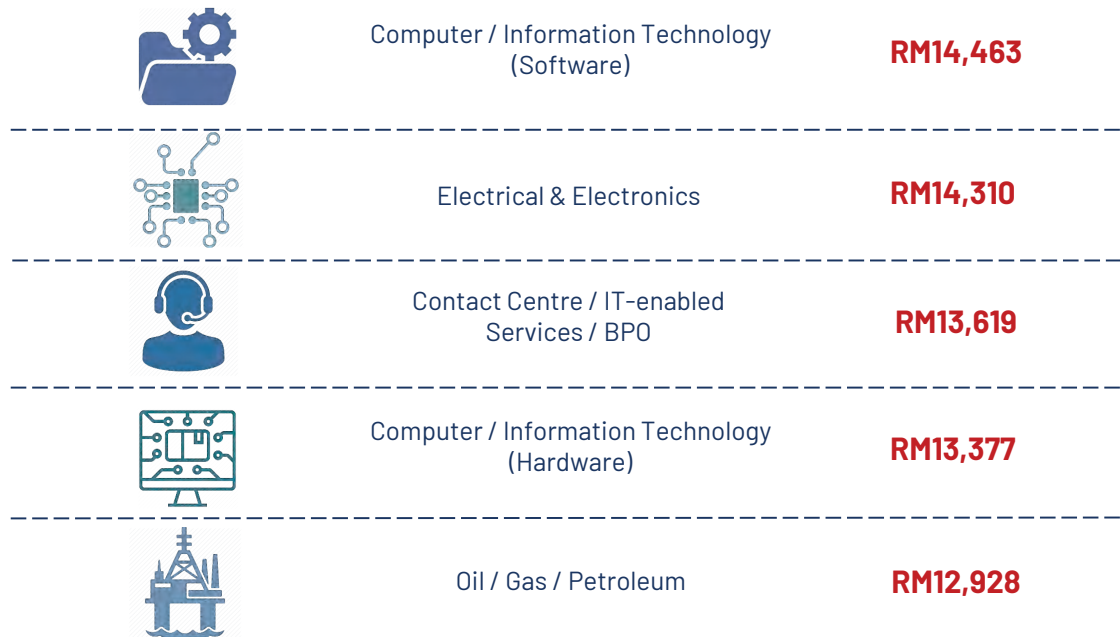 Computer / Information Technology
(Software)
RM14,463
Electrical & Electronics
RM14,310
Contact Centre / IT-enabled
Services / BPO
RM13,619
Computer / Information Technology
(Hardware)
RM13,377
Oil / Gas / Petroleum
RM12,928